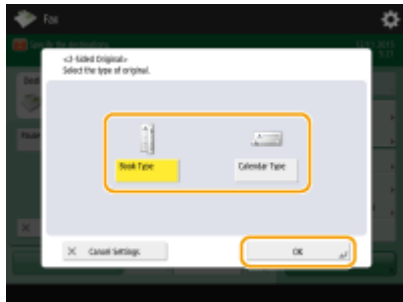 Fax
<2-Sided Original>
Select the type of original.
Book Type
Calendar Type
Cancel Settings
OK